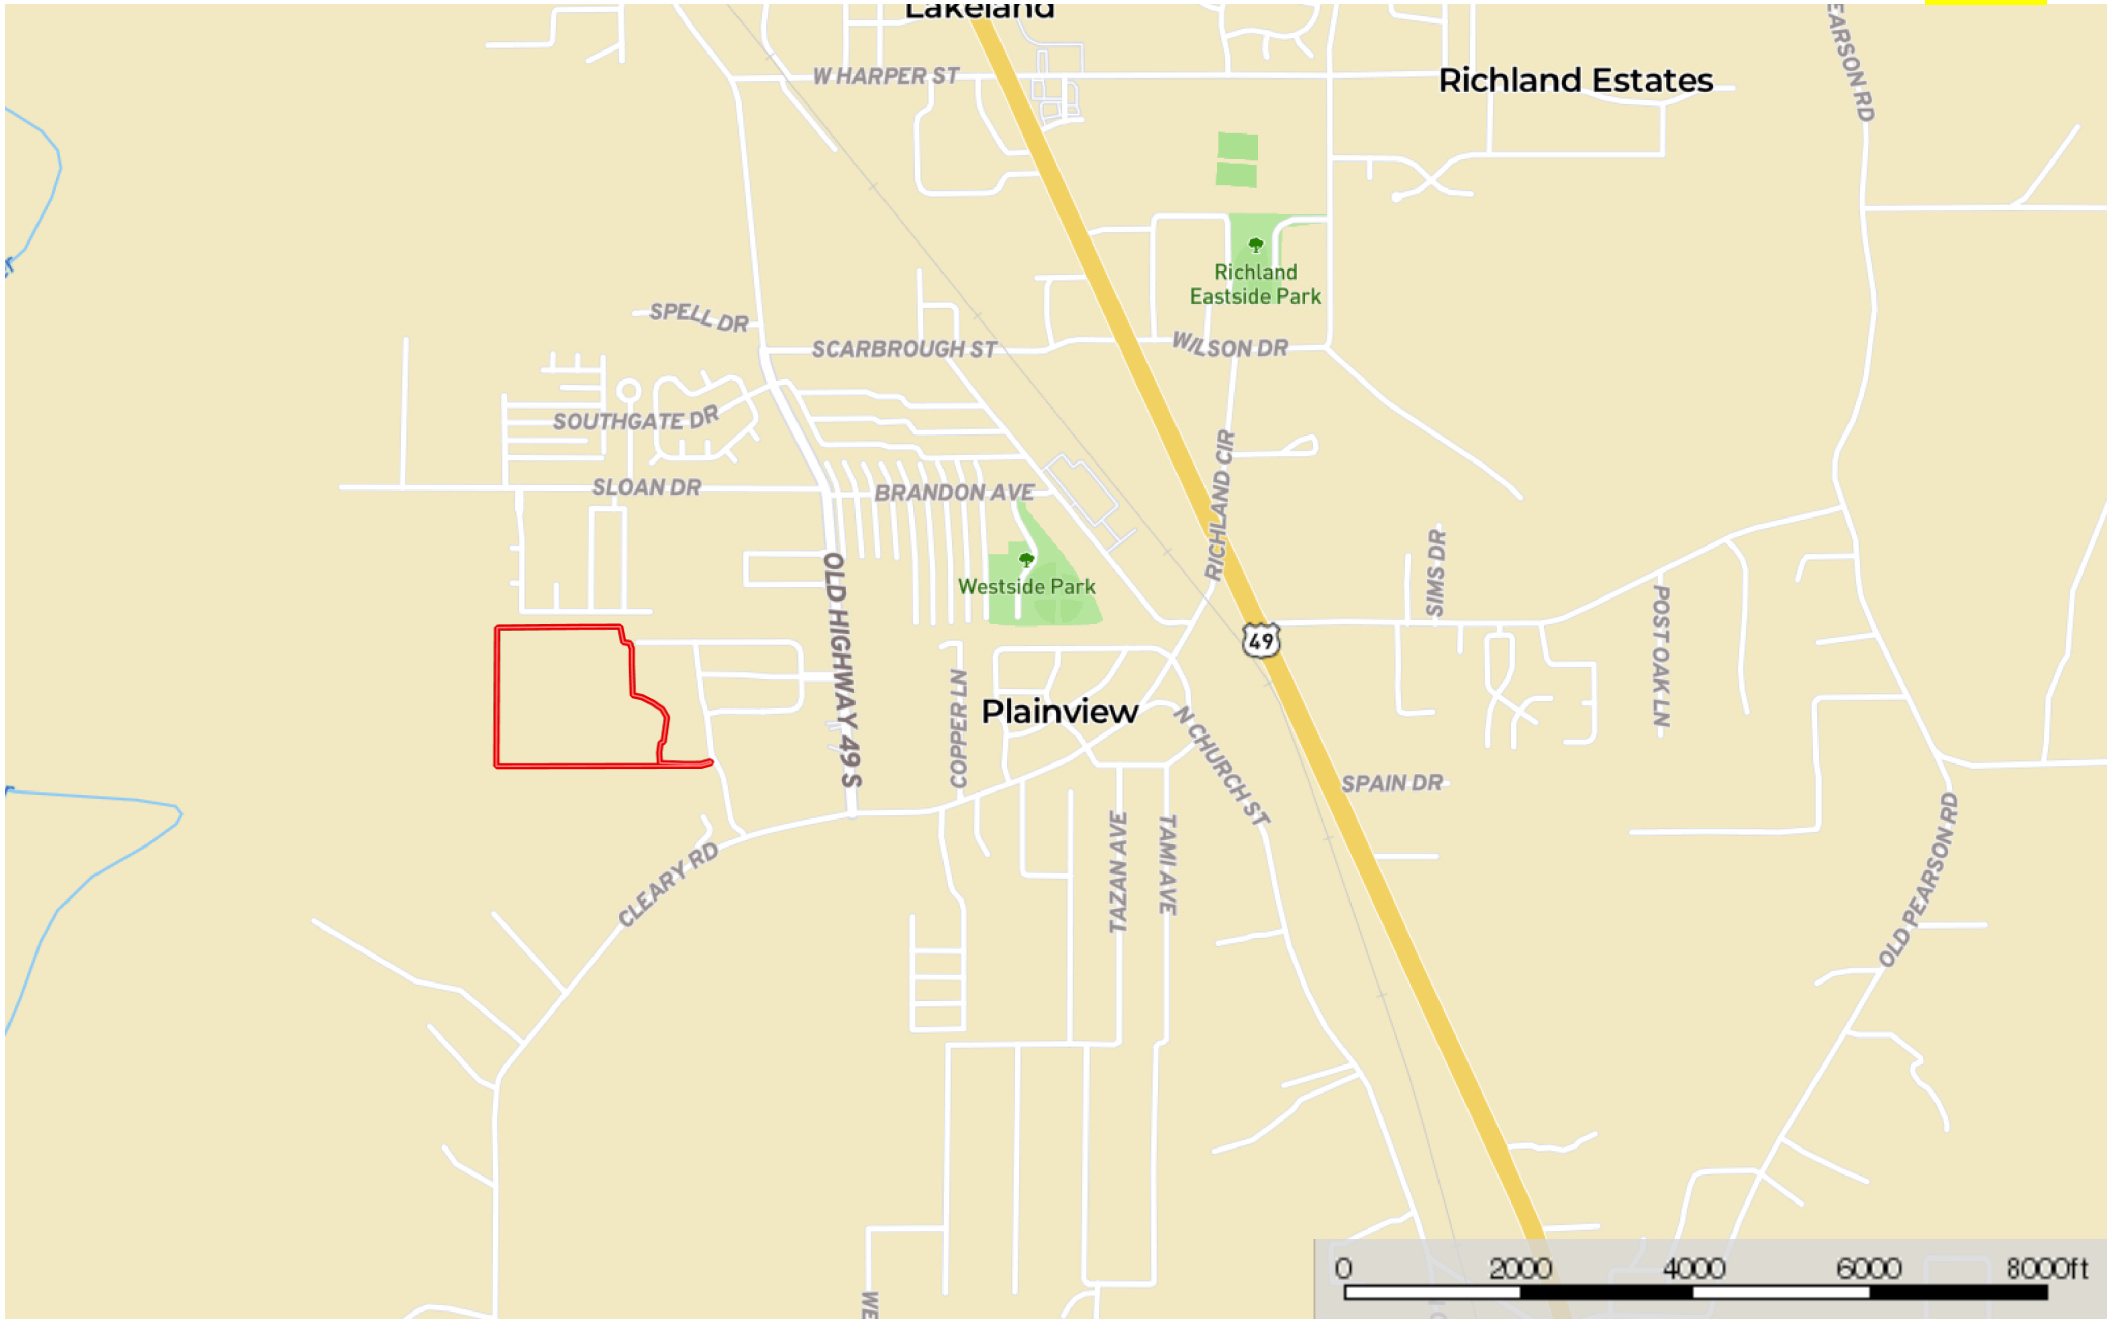 Lakeland
W HARPER ST
Richland Estates
EARSON RD
Richland
Eastside Park
SPELL DR
SCARBROUGH ST
WILSON DR
SOUTHGATE DR
SLOAN DR
BRANDON AVE
RICHLAND CIR
OLD HIGHWAY 49 S
Westside Park
SIMS DR
POST OAK LN
49
COPPER LN
Plainview
N CHURCH ST
SPAIN DR
CLEARY RD
TAZAN AVE
TAMI AVE
OLD PEARSON RD
WE
0 2000 4000 6000 8000ft